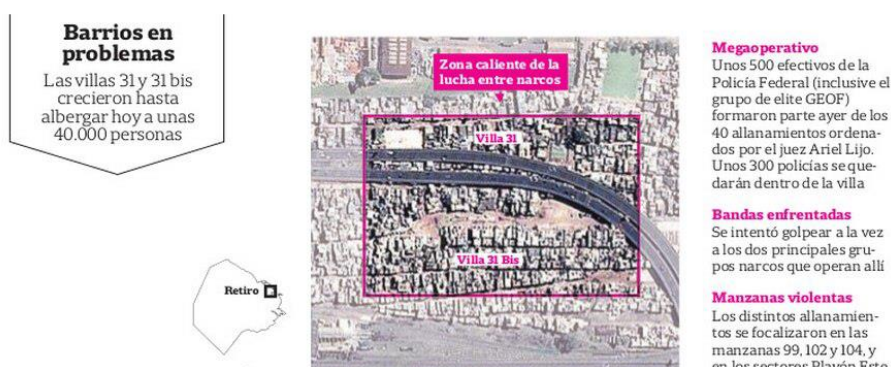 Barrios en
problemas
Las villas 31 y 31 bis
crecieron hasta
albergar hoy a unas
40.000 personas
Retiro
Zona caliente de la
lucha entre narcos
Villa 31
Villa 31 Bis
Megaoperativo
Unos 500 efectivos de la
Policía Federal (inclusive el
grupo de elite GEOF)
formaron parte ayer de los
40 allanamientos ordena-
dos por el juez Ariel Lijo.
Unos 300 policías se que-
darán dentro de la villa
Bandas enfrentadas
Se intentó golpear a la vez
a los dos principales gru-
pos narcos que operan allí
Manzanas violentas
Los distintos allanamien-
tos se focalizaron en las
manzanas 99, 102 y 104, y
en los sectores Playón Este